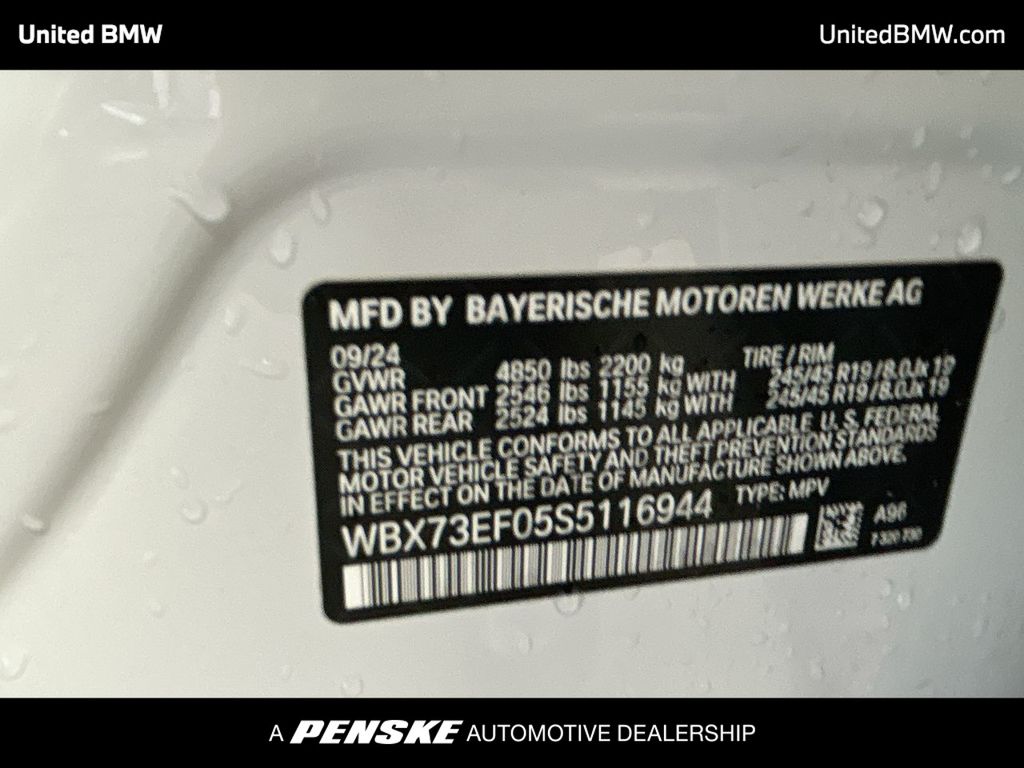 United BMW
UnitedBMW.com
MFD BY BAYERISCHE MOTOREN WERKE AG
09/24
GVWR 4850 lbs 2200 kg TIRE / RIM
GAWR FRONT 2546 lbs 1155 kg WITH 245/45 R19 / 8.0Jx 19
GAWR REAR 2524 lbs 1145 kg WITH 245/45 R19 / 8.0Jx 19
THIS VEHICLE CONFORMS TO ALL APPLICABLE U. S. FEDERAL
MOTOR VEHICLE SAFETY AND THEFT PREVENTION STANDARDS
IN EFFECT ON THE DATE OF MANUFACTURE SHOWN ABOVE.
WBX73EF05S5116944 TYPE: MPV
A96
A PENSKE AUTOMOTIVE DEALERSHIP